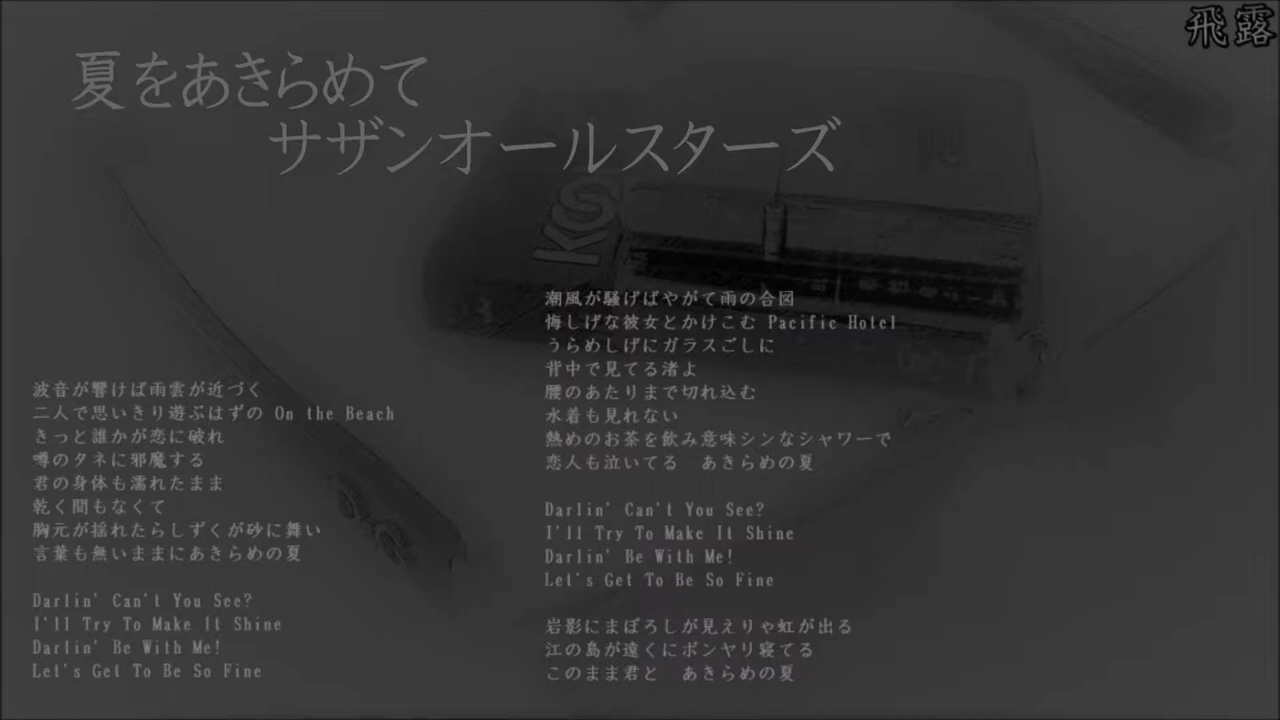 飛露
夏をあきらめて
サザンオールスターズ
KS
波音が響けば雨雲が近づく
二人で思いきり遊ぶはずの On the Beach
きっと誰かが恋に破れ
噂のタネに邪魔する
君の身体も濡れたまま
乾く間もなくて
胸元が揺れたらしずくが砂に舞い
言葉も無いままにあきらめの夏
Darlin' Can't You See?
I'll Try To Make It Shine
Darlin' Be With Me!
Let's Get To Be So Fine
潮風が騒げばやがて雨の合図
悔しげな彼女とかけこむ Pacific Hotel
うらめしげにガラスごしに
背中で見てる渚よ
腰のあたりまで切れ込む
水着も見れない
熱めのお茶を飲み意味シンなシャワーで
恋人も泣いてる　あきらめの夏
Darlin' Can't You See?
I'll Try To Make It Shine
Darlin' Be With Me!
Let's Get To Be So Fine
岩影にまぼろしが見えりゃ虹が出る
江の島が遠くにボンヤリ寝てる
このまま君と　あきらめの夏